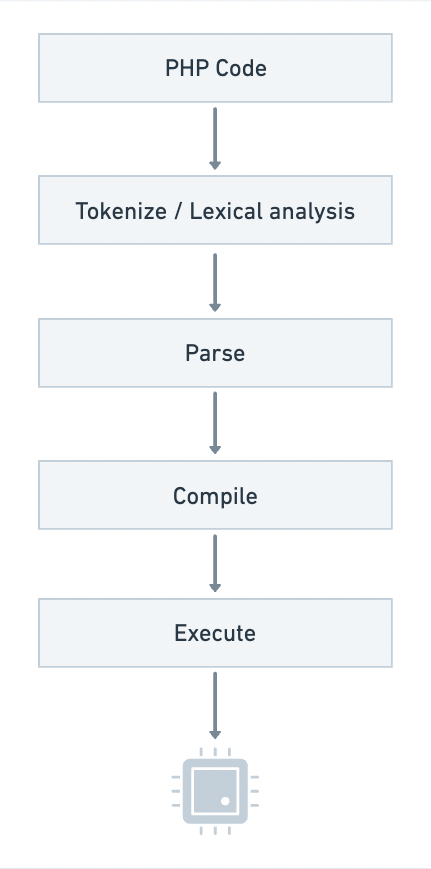 PHP Code
Tokenize / Lexical analysis
Parse
Compile
Execute